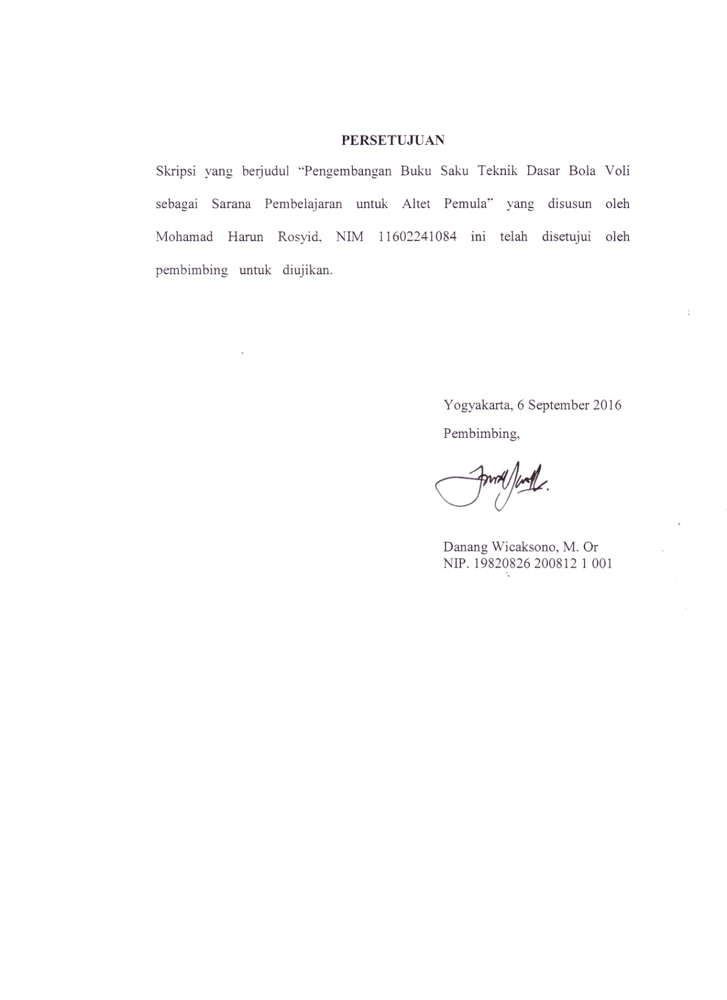 PERSETUJUAN
Skripsi yang berjudul “Pengembangan Buku Saku Teknik Dasar Bola Voli
sebagai Sarana Pembelajaran untuk Altet Pemula” yang disusun oleh
Mohamad Harun Rosyid, NIM 11602241084 ini telah disetujui oleh
pembimbing untuk diujikan.
Yogyakarta, 6 September 2016
Pembimbing,
Danang Wicaksono, M. Or
NIP. 19820826 200812 1 001